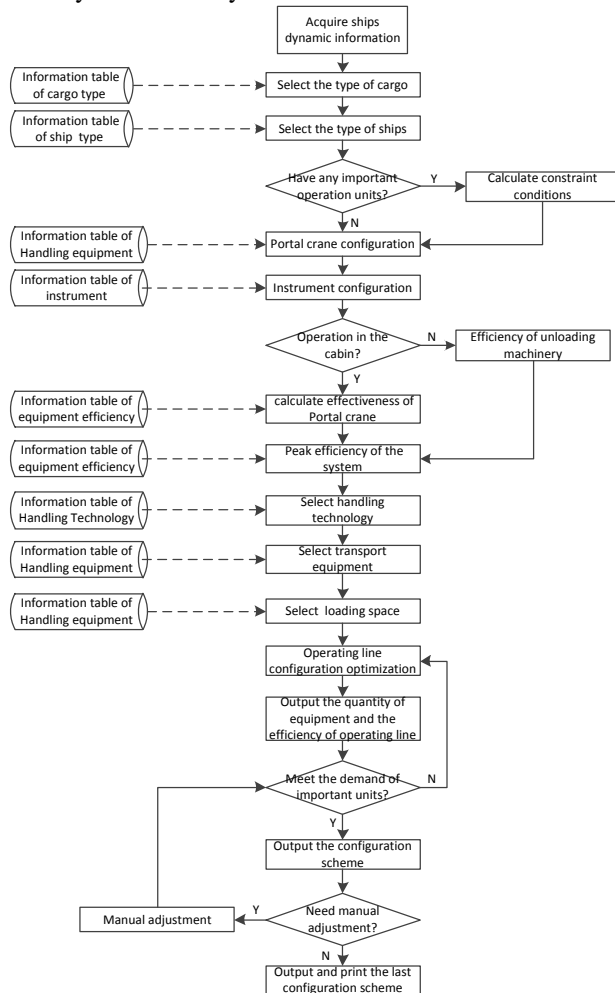 Acquire ships
dynamic information
Information table
of cargo type
Select the type of cargo
Information table
of ship type
Select the type of ships
Have any important
operation units?
Y
Calculate constraint
conditions
N
Information table of
Handling equipment
Portal crane configuration
Information table of
instrument
Instrument configuration
Operation in the
cabin?
N
Efficiency of unloading
machinery
Y
Information table of
equipment efficiency
calculate effectiveness of
Portal crane
Information table of
equipment efficiency
Peak efficiency of the
system
Information table of
Handling Technology
Select handling
technology
Information table of
Handling equipment
Select transport
equipment
Information table of
Handling equipment
Select loading space
Operating line
configuration optimization
Output the quantity of
equipment and the
efficiency of operating line
Meet the demand of
important units?
N
Y
Output the configuration
scheme
Manual adjustment
Y
Need manual
adjustment?
N
Output and print the last
configuration scheme